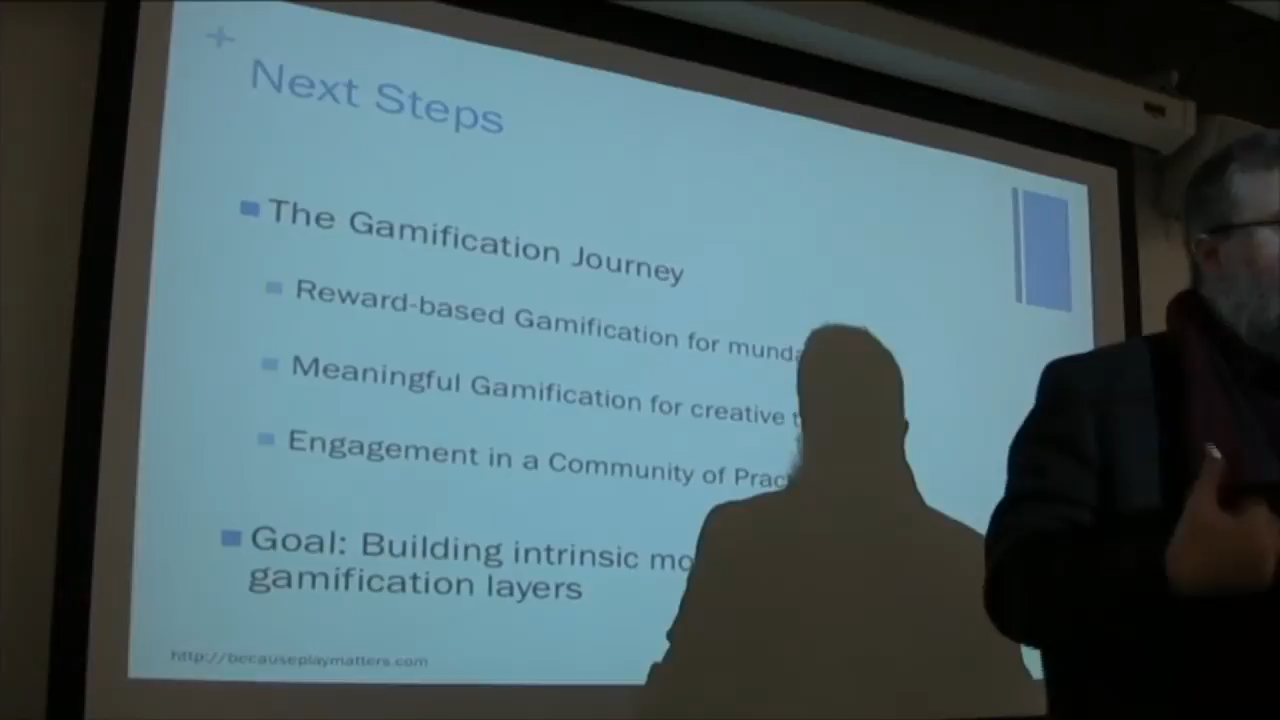 +
Next Steps
The Gamification Journey
Reward-based Gamification for
Meaningful Gamification for creative
Engagement in a Community of
Goal: Building intrinsic
gamification layers
http://becauseplaymatters.com